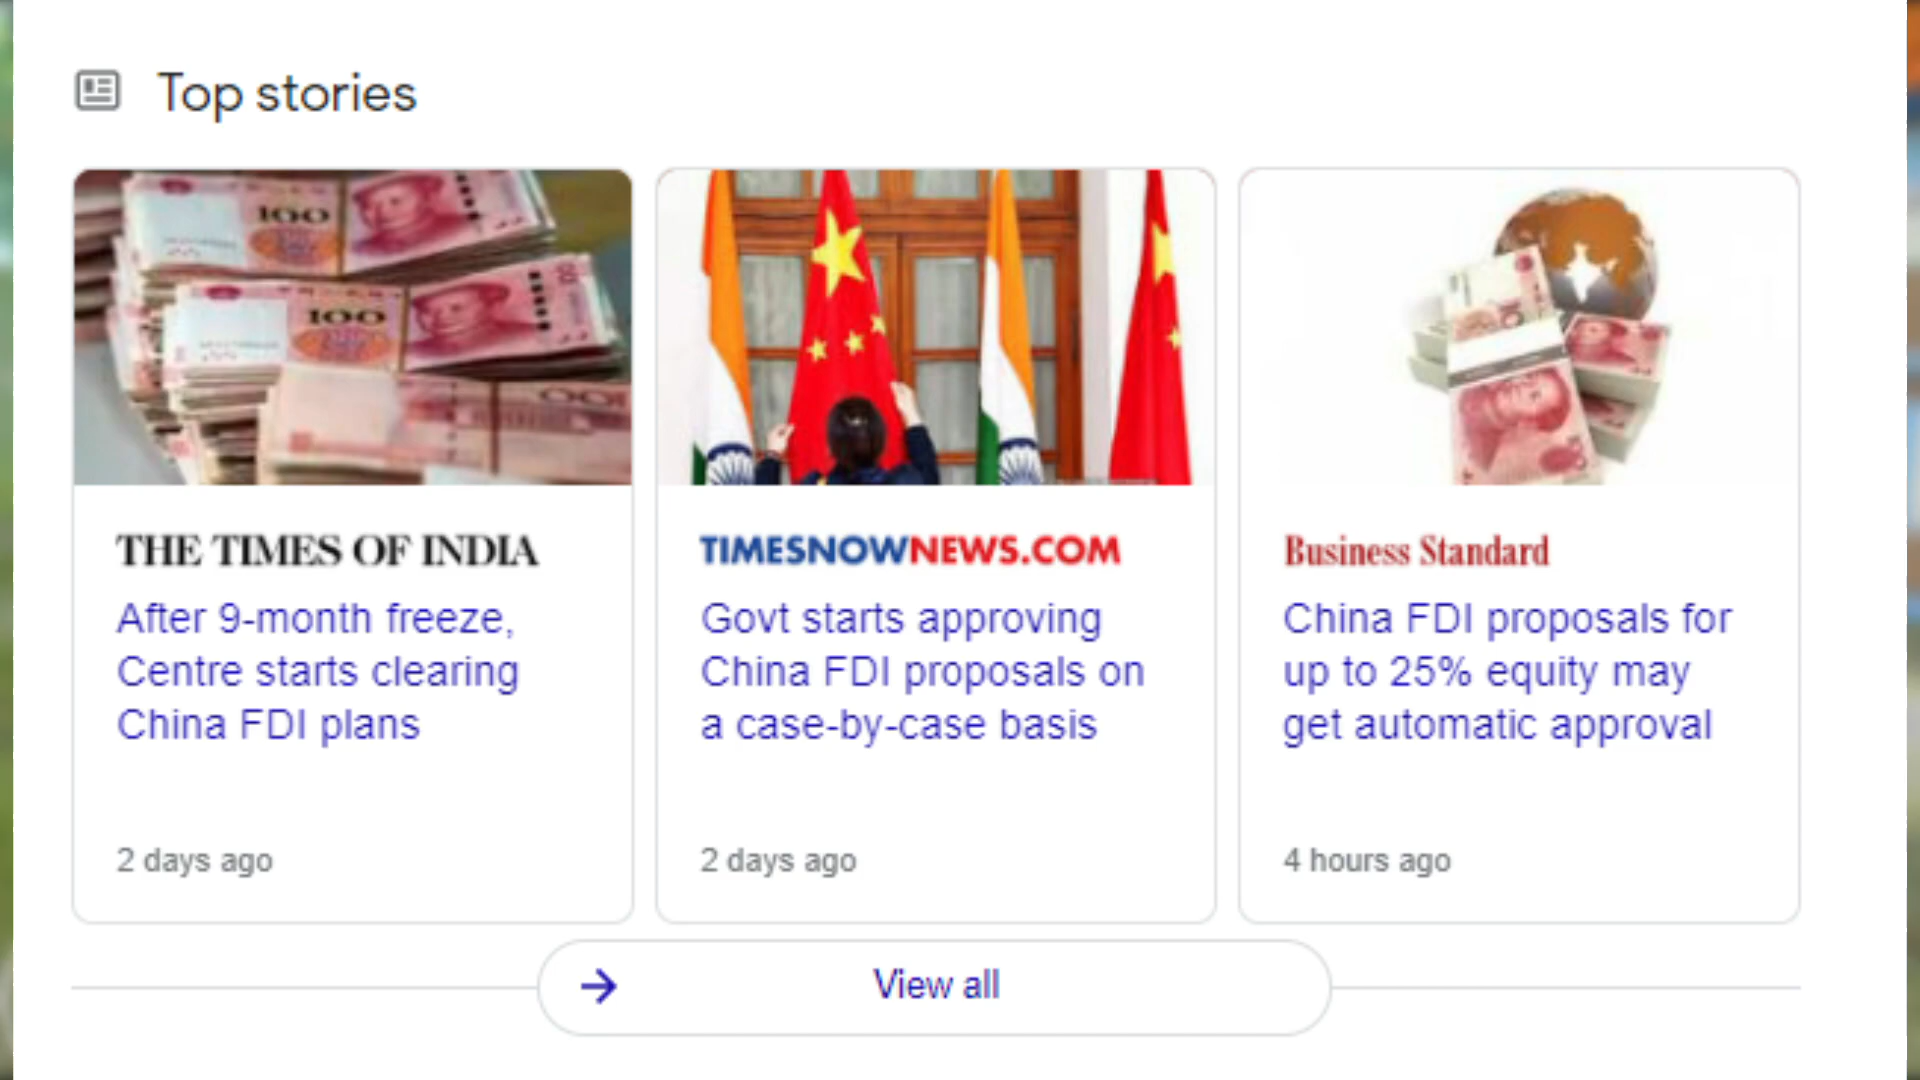 Top stories
THE TIMES OF INDIA
After 9-month freeze,
Centre starts clearing
China FDI plans
2 days ago
TIMESNOWNEWS.COM
Govt starts approving
China FDI proposals on
a case-by-case basis
2 days ago
Business Standard
China FDI proposals for
up to 25% equity may
get automatic approval
4 hours ago
View all
100
100